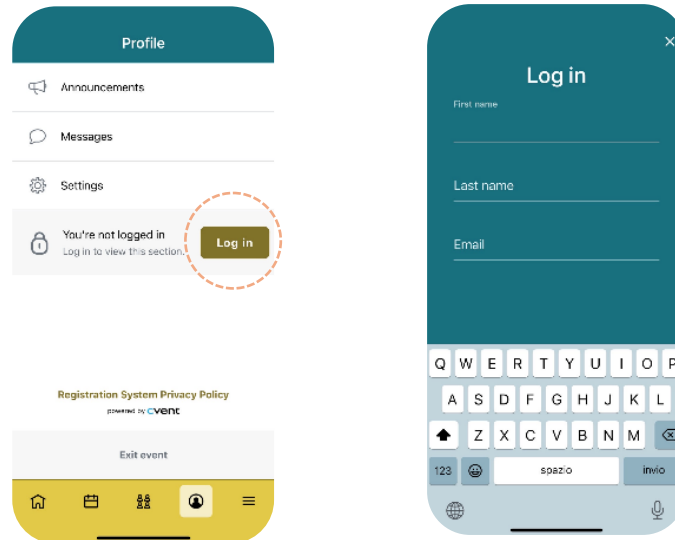 Profile
Announcements
Messages
Settings
You're not logged in
Log in to view this section.
Log in
Registration System Privacy Policy
powered by cvent
Exit event
Log in
First name
Last name
Email
Q W E R T Y U I O P
A S D F G H J K L
Z X C V B N M
123 spazio invio